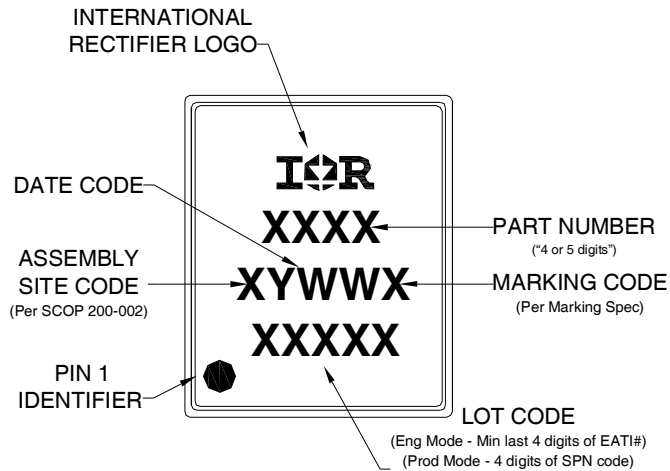 INTERNATIONAL
RECTIFIER LOGO
IOR
DATE CODE
XXXX
PART NUMBER
(“4 or 5 digits”)
ASSEMBLY
SITE CODE
(Per SCOP 200-002)
XYWWX
MARKING CODE
(Per Marking Spec)
XXXXX
PIN 1
IDENTIFIER
LOT CODE
(Eng Mode - Min last 4 digits of EATI#)
(Prod Mode - 4 digits of SPN code)